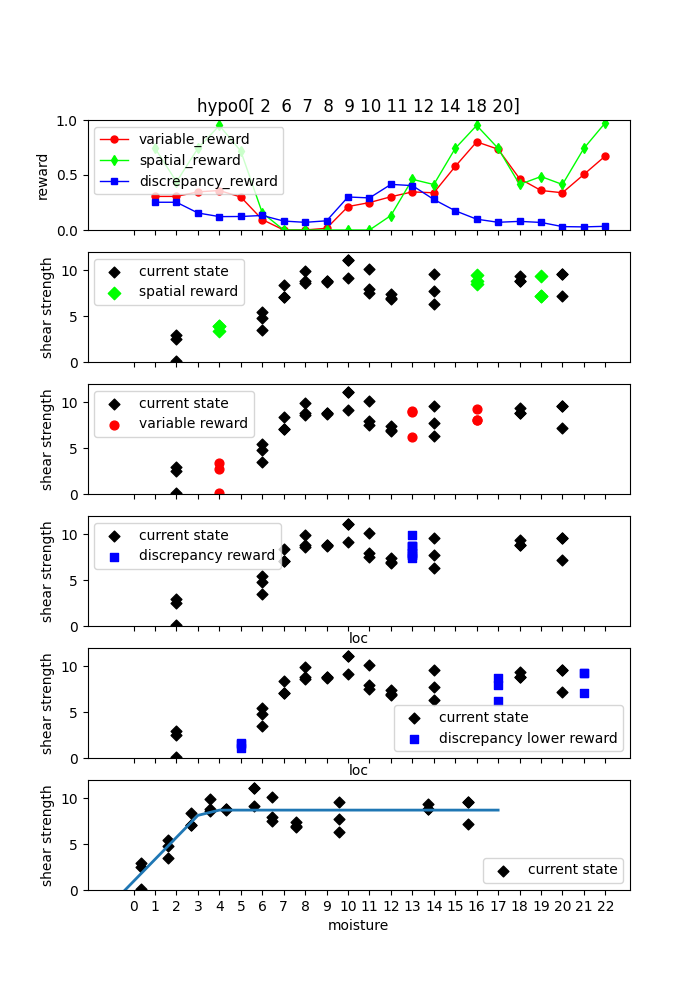 hypo0[ 2 6 7 8 9 10 11 12 14 18 20]
1.0
variable_reward
spatial_reward
discrepancy_reward
0.5
0.0
reward
10
5
0
shear strength
current state
spatial reward
10
5
0
shear strength
current state
variable reward
10
5
0
shear strength
current state
discrepancy reward
loc
10
5
0
shear strength
current state
discrepancy lower reward
loc
10
5
0
shear strength
current state
0 1 2 3 4 5 6 7 8 9 10 11 12 13 14 15 16 17 18 19 20 21 22
moisture